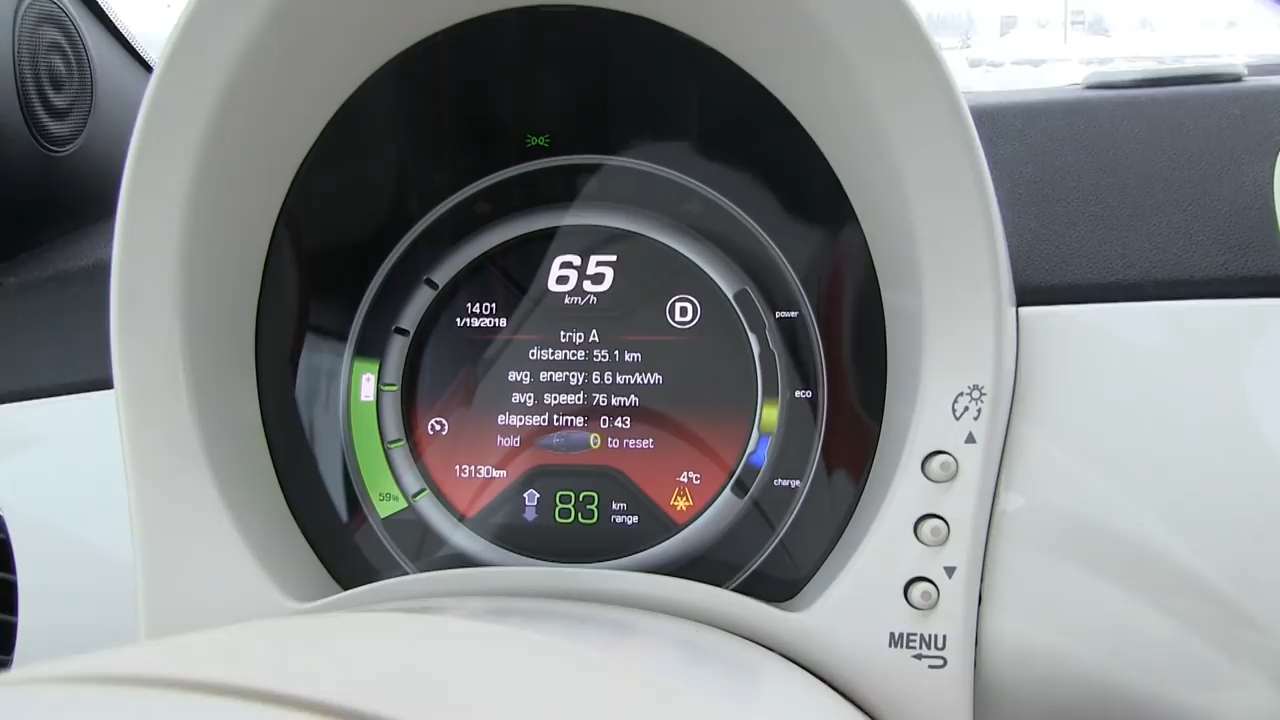 65
km/h
14 01
1/19/2018
D
power
trip A
distance: 55.1 km
avg. energy: 6.6 km/kWh
eco
avg. speed: 76 km/h
elapsed time: 0:43
hold to reset
13130km
-4°C
charge
59%
83 km range
MENU